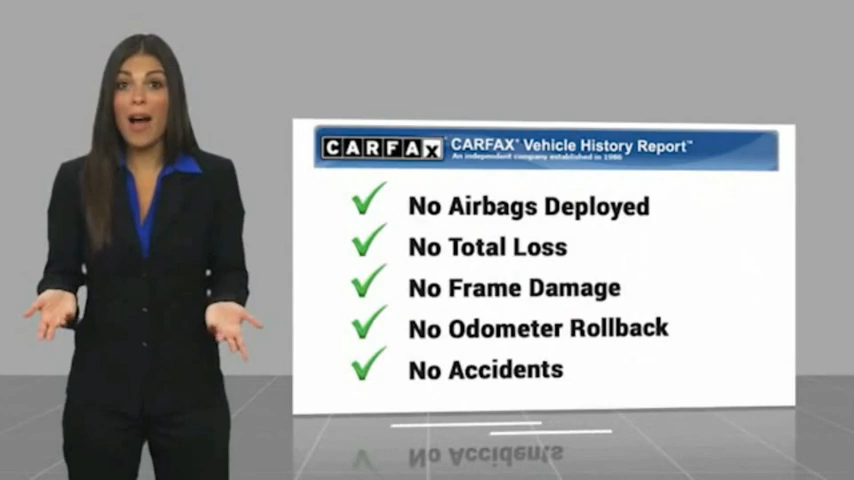 CARFAX CARFAX® Vehicle History Report™
An independent company established in 1986
No Airbags Deployed
No Total Loss
No Frame Damage
No Odometer Rollback
No Accidents
No Accidents